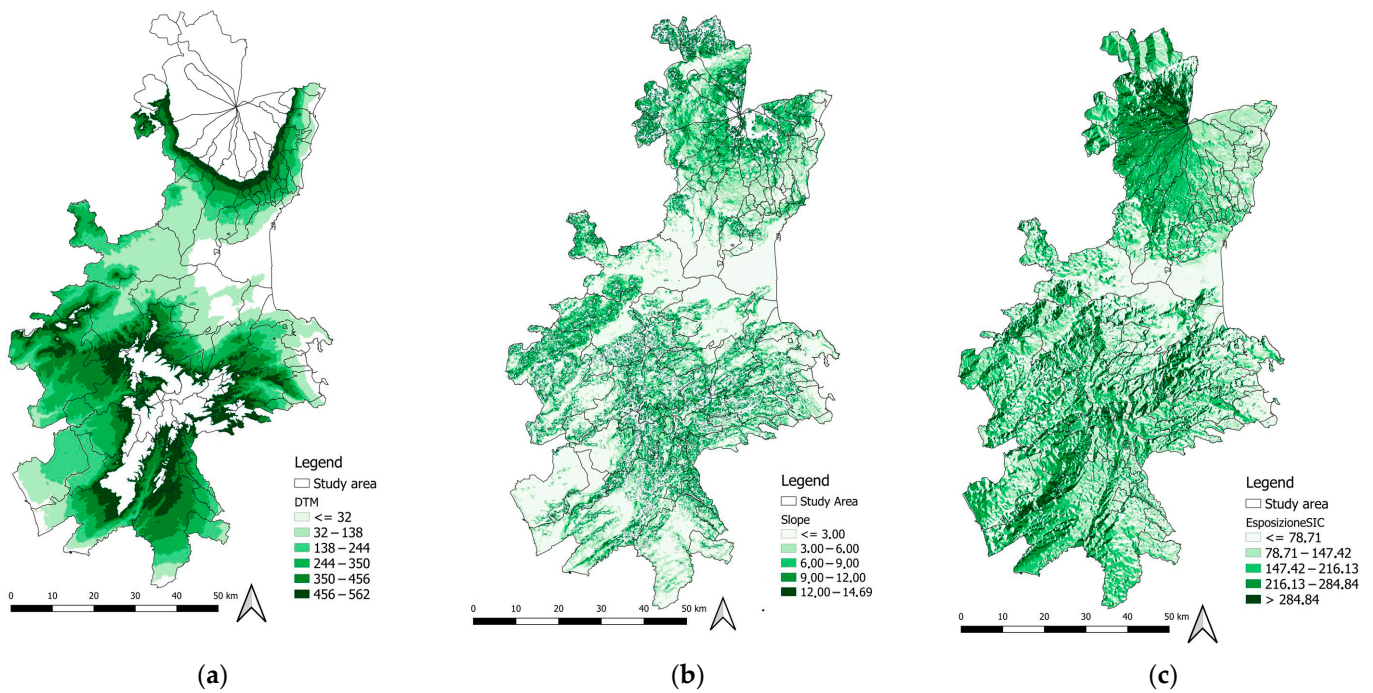 Legend
Study area
DTM
<= 32
32 – 138
138 – 244
244 – 350
350 – 456
456 – 562
0 10 20 30 40 50 km
(a)
Legend
Study Area
Slope
<= 3.00
3.00 – 6.00
6.00 – 9,00
9,00 – 12,00
12,00 – 14.69
0 10 20 30 40 50 km
(b)
Legend
Study area
EsposizioneSIC
<= 78.71
78.71 – 147.42
147.42 – 216.13
216.13 – 284.84
> 284.84
0 10 20 30 40 50 km
(c)